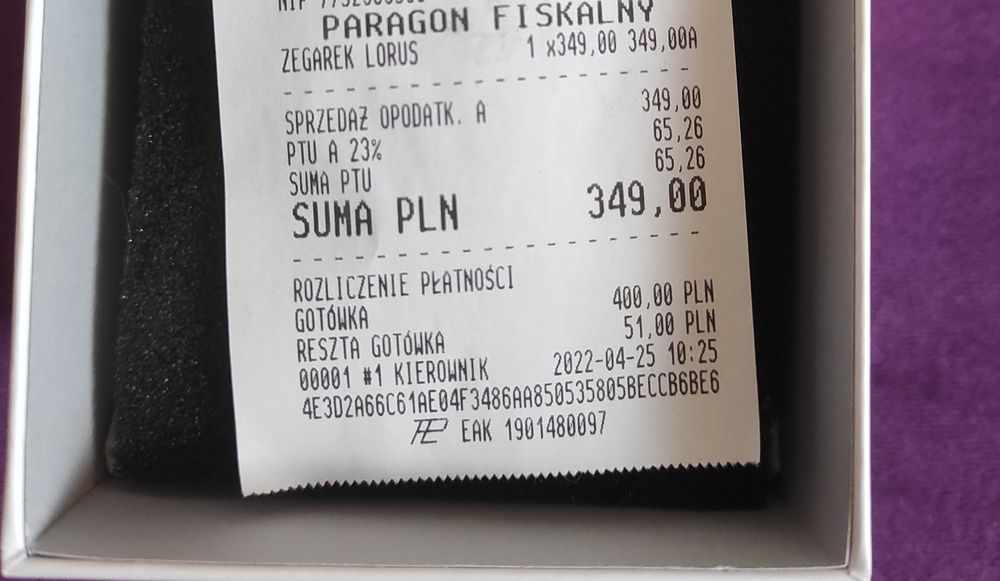 PARAGON FISKALNY
ZEGAREK LORUS 1 x349,00 349,00A
SPRZEDAŻ OPODATK. A 349,00
PTU A 23% 65,26
SUMA PTU 65,26
SUMA PLN 349,00
ROZLICZENIE PŁATNOŚCI
GOTÓWKA 400,00 PLN
RESZTA GOTÓWKA 51,00 PLN
00001 #1 KIEROWNIK 2022-04-25 10:25
4E3D2A66C61AE04F3486AA850535805BECCB6BE6
EAK 1901480097